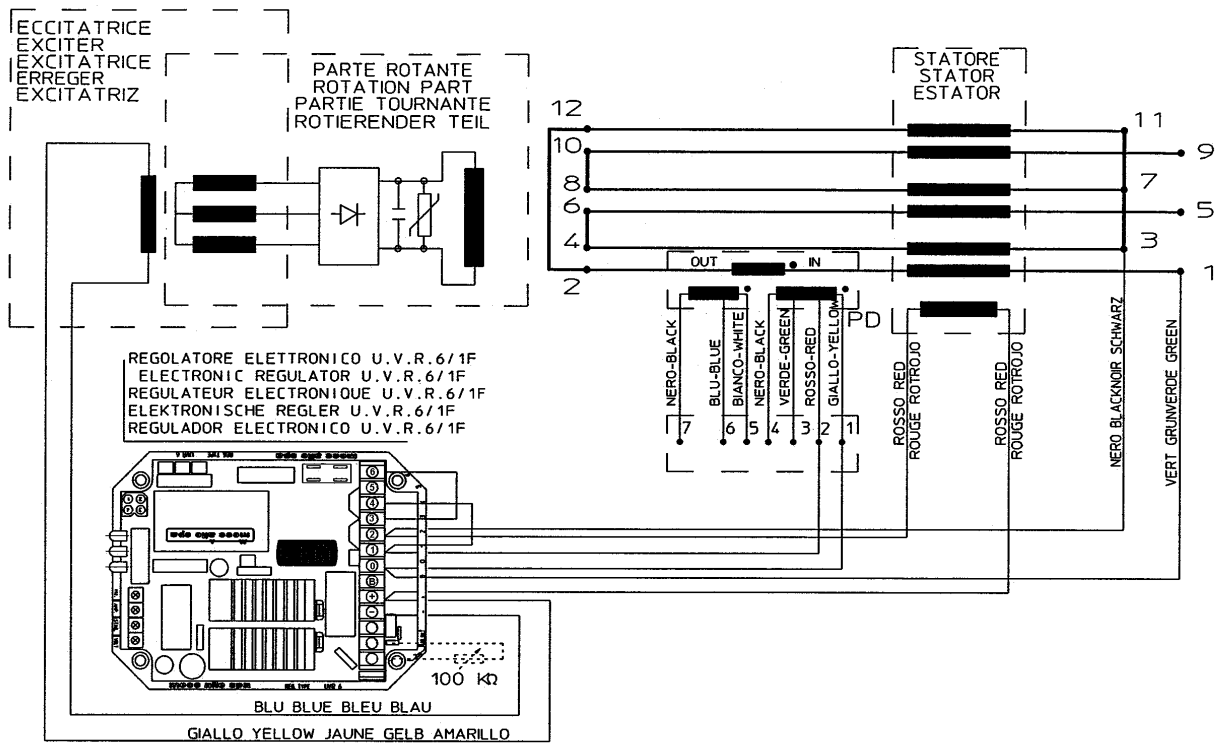 ECCITATRICE
EXCITER
EXCITATRICE
ERREGER
EXCITATRIZ
PARTE ROTANTE
ROTATION PART
PARTIE TOURNANTE
ROTIERENDER TEIL
STATORE
STATOR
ESTATOR
12
11
10
9
8
7
6
5
4
3
2
1
OUT
IN
PD
NERO-BLACK
BLU-BLUE
BIANCO-WHITE
NERO-BLACK
VERDE-GREEN
ROSSO-RED
GIALLO-YELLOW
7
6
5
4
3
2
1
ROSSO RED
ROUGE ROTROJO
ROSSO RED
ROUGE ROTROJO
NERO BLACKNOIR SCHWARZ
VERT GRUNVERDE GREEN
REGOLATORE ELETTRONICO U.V.R.6/1F
ELECTRONIC REGULATOR U.V.R.6/1F
REGULATEUR ELECTRONIQUE U.V.R.6/1F
ELEKTRONISCHE REGLER U.V.R.6/1F
REGULADOR ELECTRONICO U.V.R.6/1F
6
5
4
3
2
1
0
B
+
-
100 KΩ
BLU BLUE BLEU BLAU
GIALLO YELLOW JAUNE GELB AMARILLO